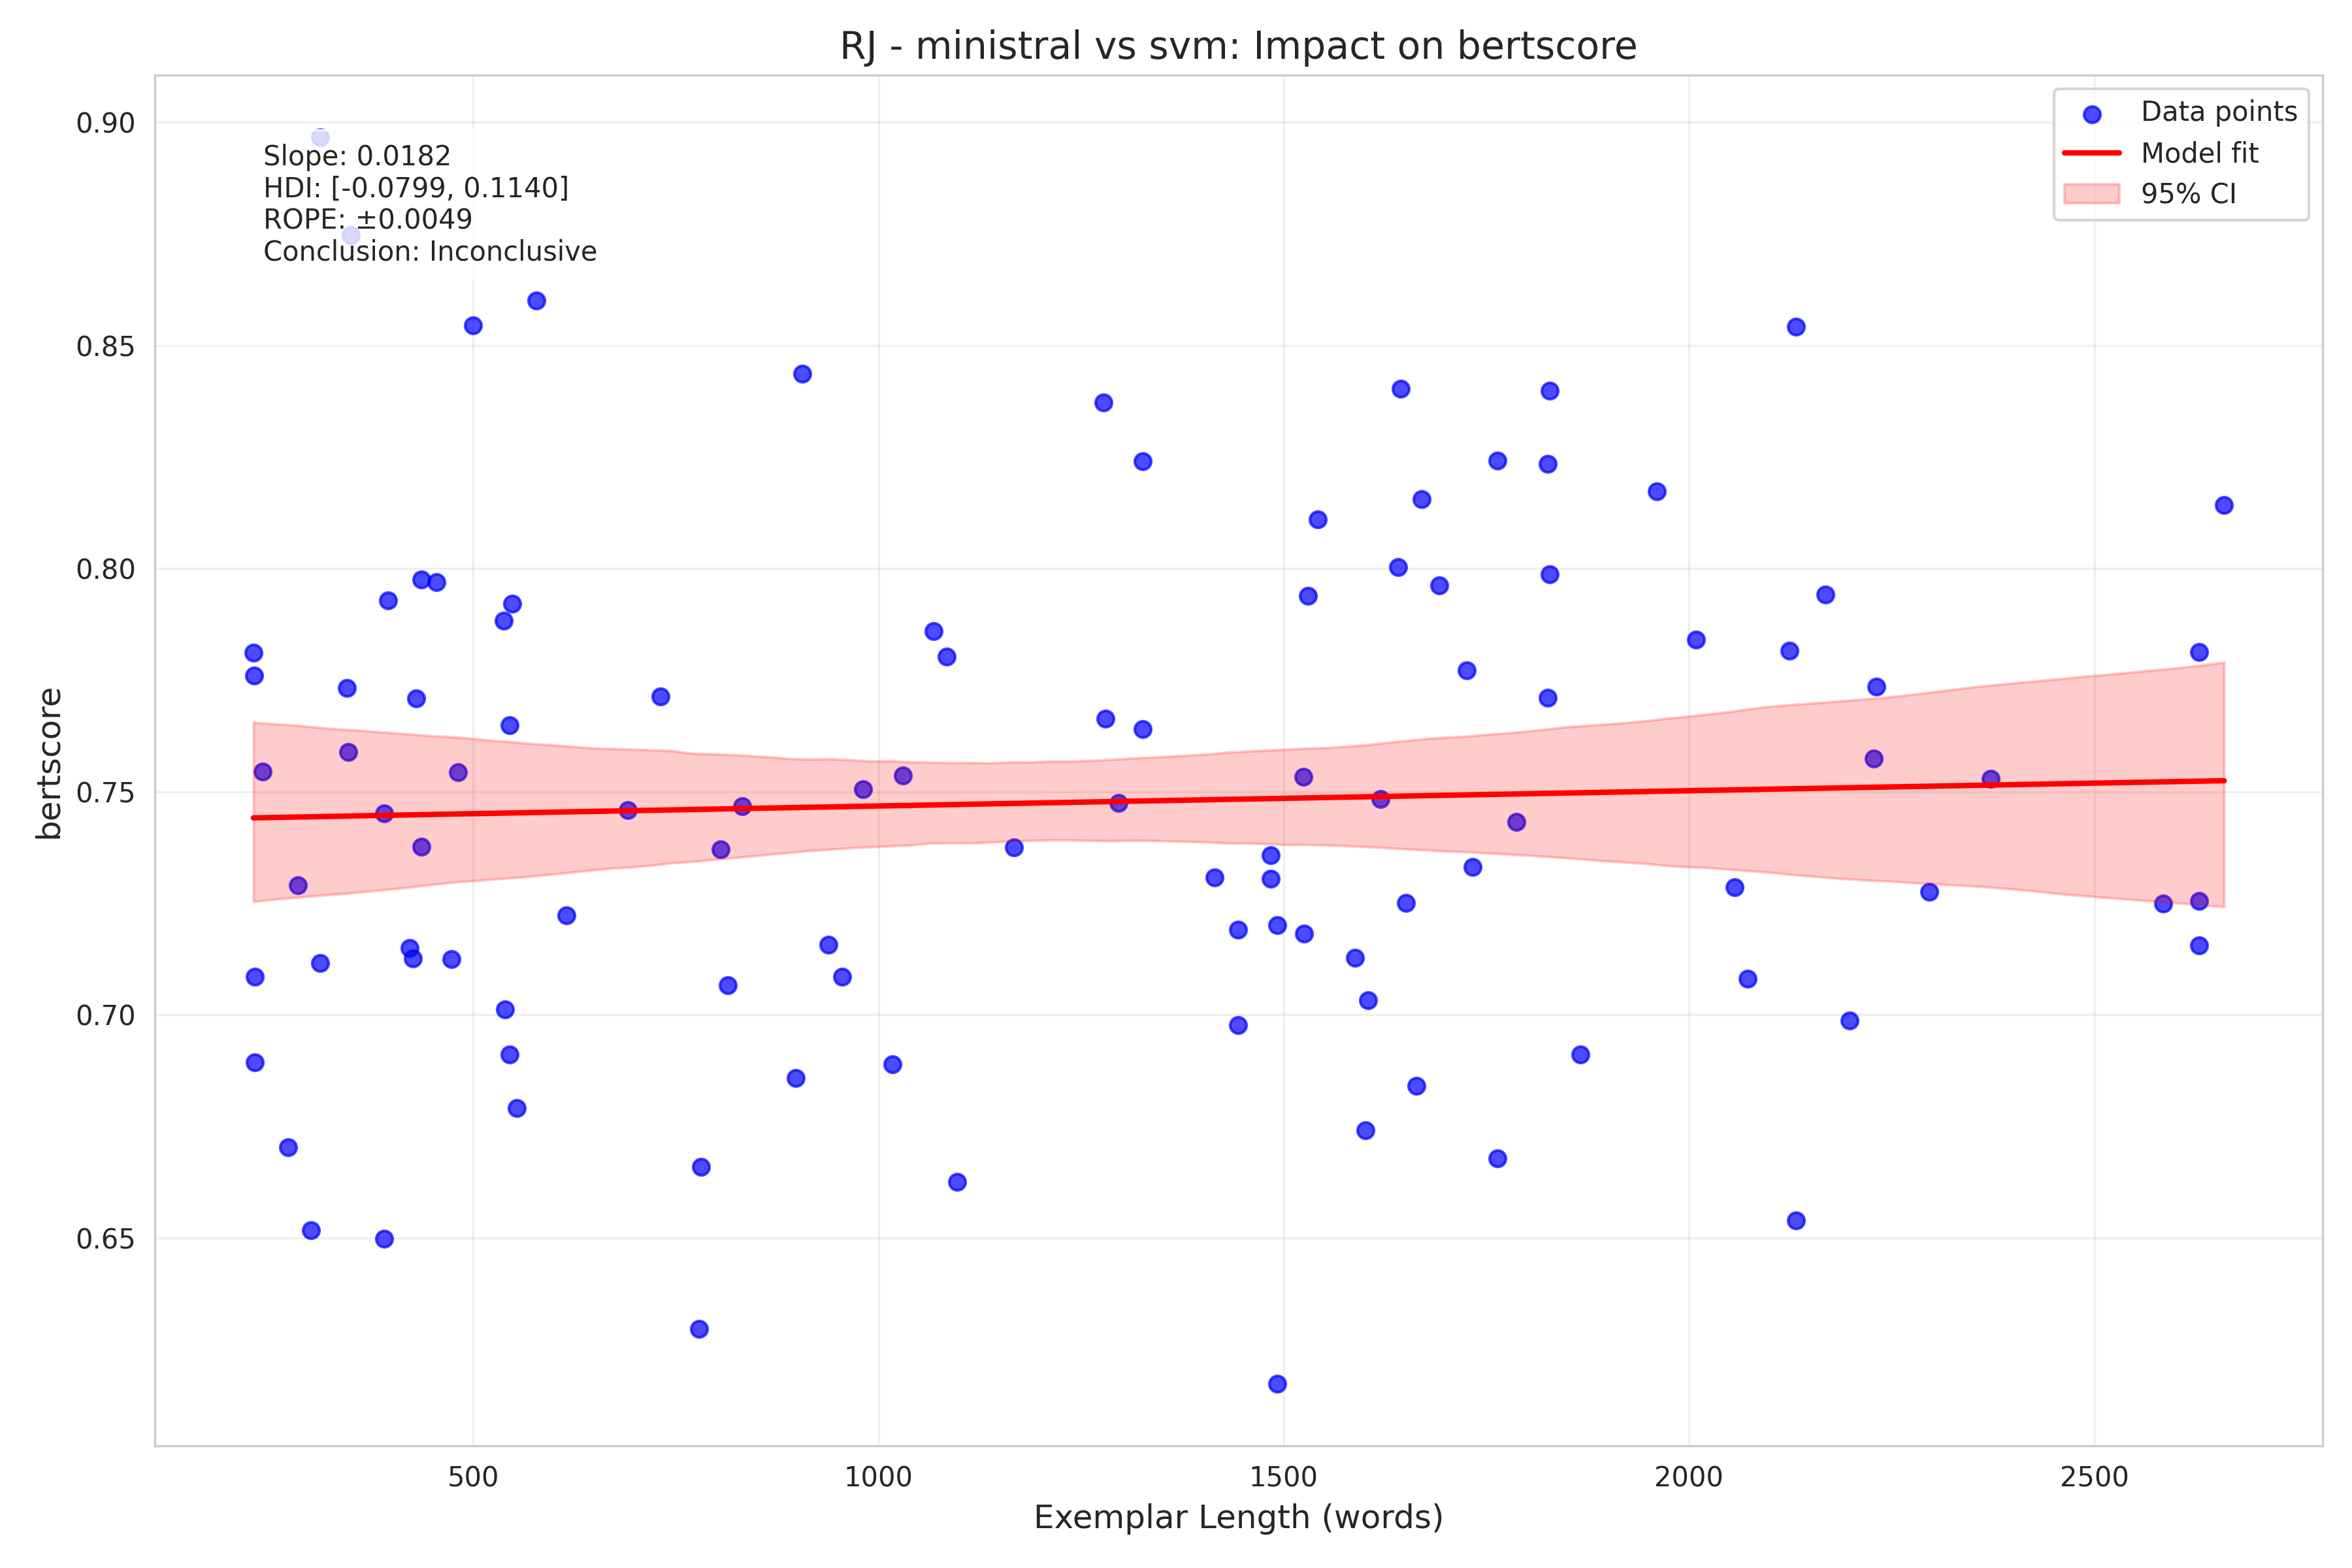 RJ - ministral vs svm: Impact on bertscore
0.90
0.85
0.80
0.75
0.70
0.65
bertscore
Slope: 0.0182
HDI: [-0.0799, 0.1140]
ROPE: ±0.0049
Conclusion: Inconclusive
Data points
Model fit
95% CI
500
1000
1500
2000
2500
Exemplar Length (words)